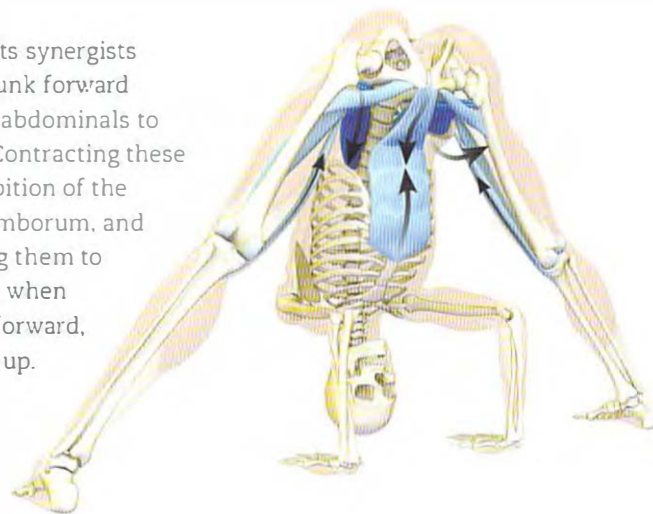 ts synergists
unk forward
abdominals to
Contracting these
bition of the
mborum, and
g them to
when
forward,
up.